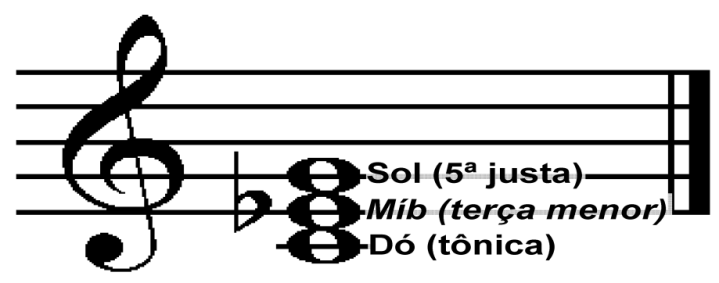 Sol (5ª justa)
Míb (terça menor)
Dó (tônica)